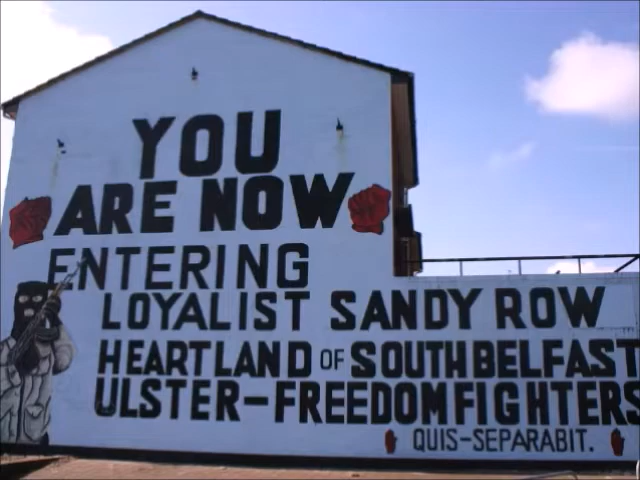 YOU
ARE NOW
ENTERING
LOYALIST SANDY ROW
HEARTLAND OF SOUTH BELFAST
ULSTER-FREEDOM FIGHTERS
QUIS-SEPARABIT.